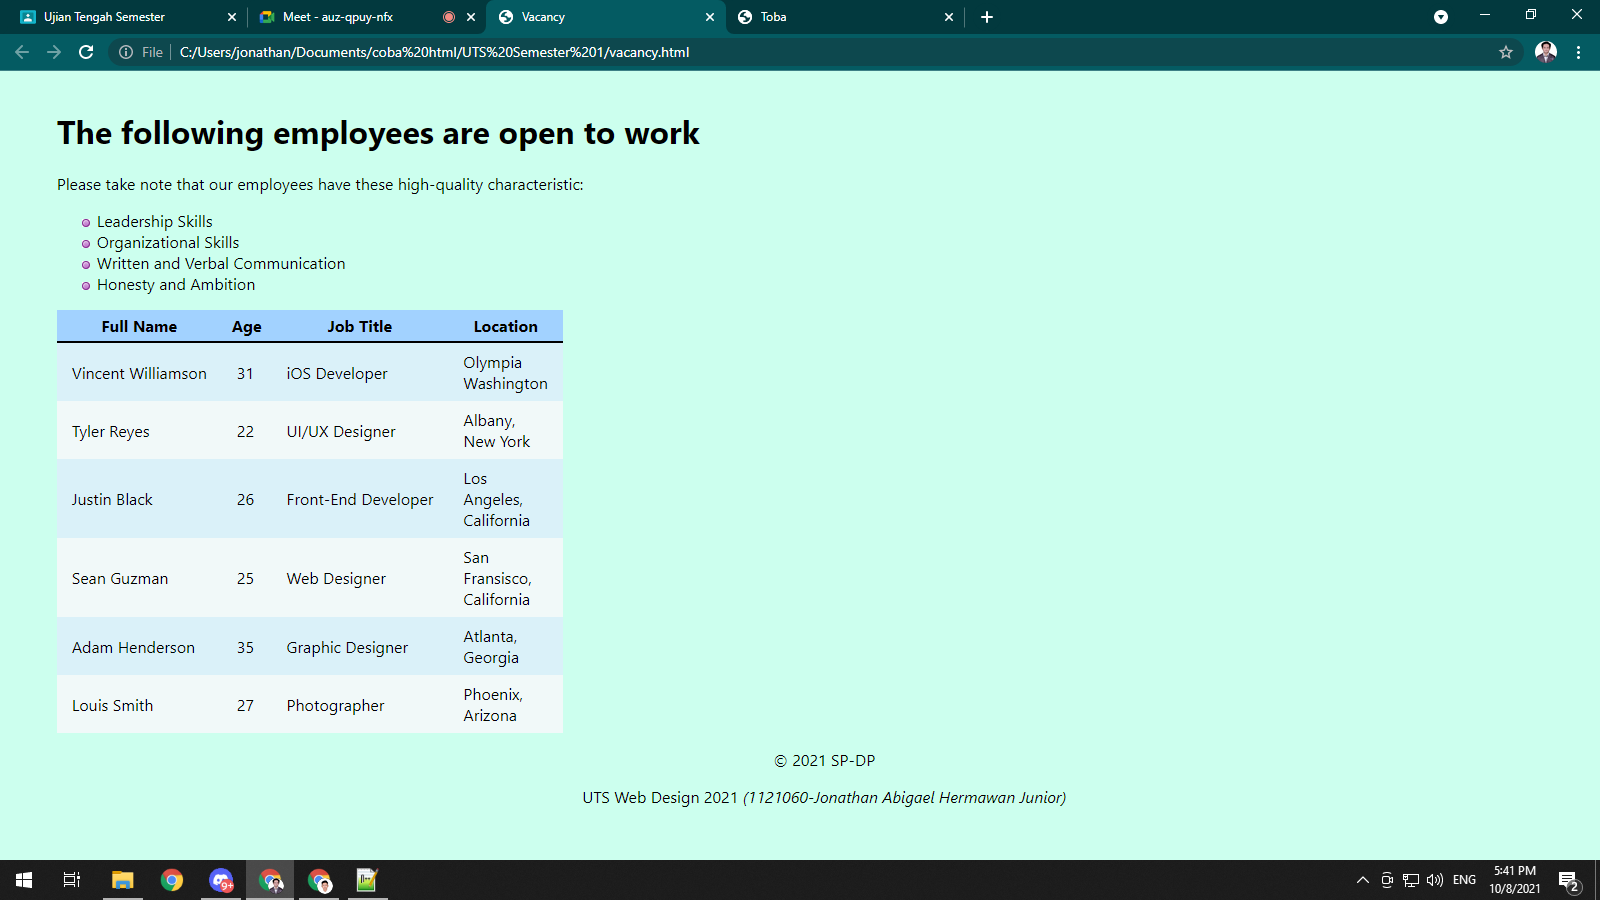 Ujian Tengah Semester
Meet - auz-qpuy-nfx
Vacancy
Toba
File
C:/Users/jonathan/Documents/coba%20html/UTS%20Semester%201/vacancy.html
The following employees are open to work
Please take note that our employees have these high-quality characteristic:
Leadership Skills
Organizational Skills
Written and Verbal Communication
Honesty and Ambition
Full Name Age Job Title Location
Vincent Williamson 31 iOS Developer Olympia
Washington
Tyler Reyes 22 UI/UX Designer Albany,
New York
Justin Black 26 Front-End Developer Los
Angeles,
California
Sean Guzman 25 Web Designer San
Fransisco,
California
Adam Henderson 35 Graphic Designer Atlanta,
Georgia
Louis Smith 27 Photographer Phoenix,
Arizona
© 2021 SP-DP
UTS Web Design 2021 (1121060-Jonathan Abigael Hermawan Junior)
9+
ENG
5:41 PM
10/8/2021
2